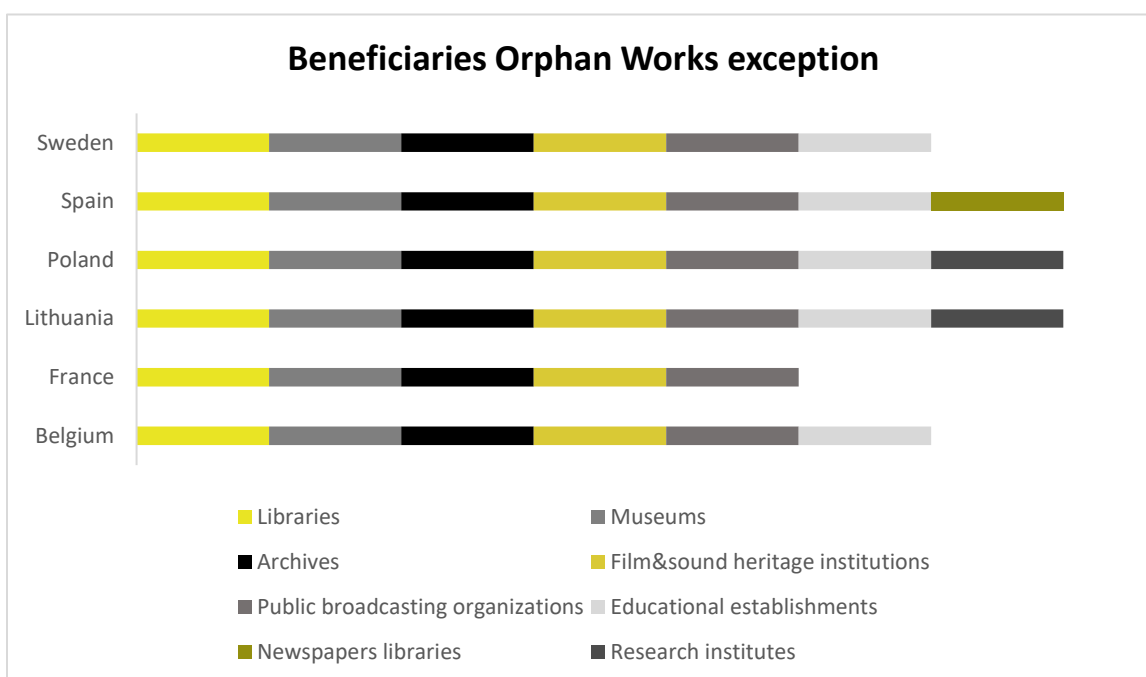 Beneficiaries Orphan Works exception
Sweden
Spain
Poland
Lithuania
France
Belgium
Libraries
Museums
Archives
Film&sound heritage institutions
Public broadcasting organizations
Educational establishments
Newspapers libraries
Research institutes